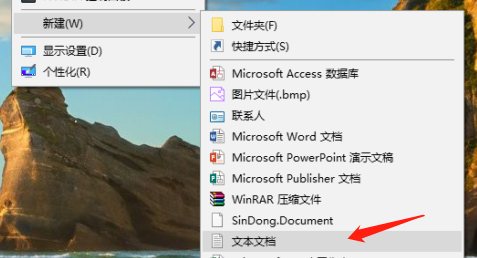 新建(W)
显示设置(D)
个性化(R)
文件夹(F)
快捷方式(S)
Microsoft Access 数据库
图片文件(.bmp)
联系人
Microsoft Word 文档
Microsoft PowerPoint 演示文稿
Microsoft Publisher 文档
WinRAR 压缩文件
SinDong.Document
文本文档